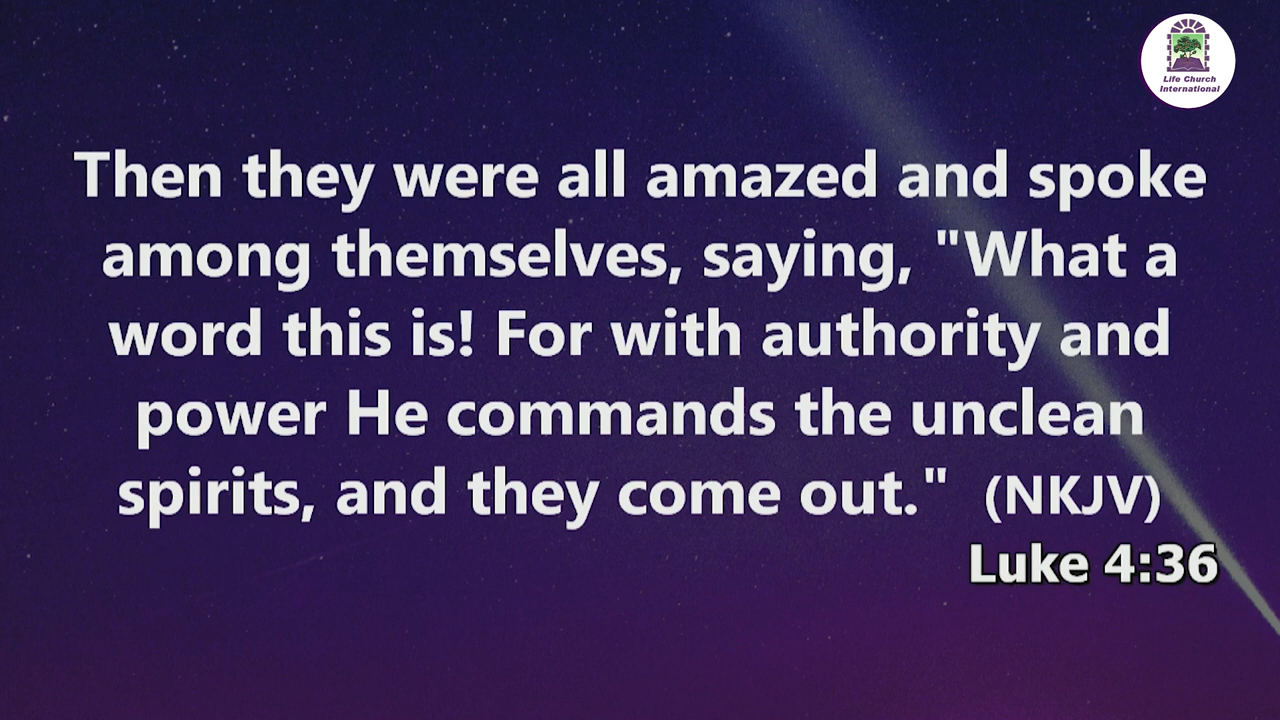 Life Church
International
Then they were all amazed and spoke
among themselves, saying, "What a
word this is! For with authority and
power He commands the unclean
spirits, and they come out." (NKJV)
Luke 4:36